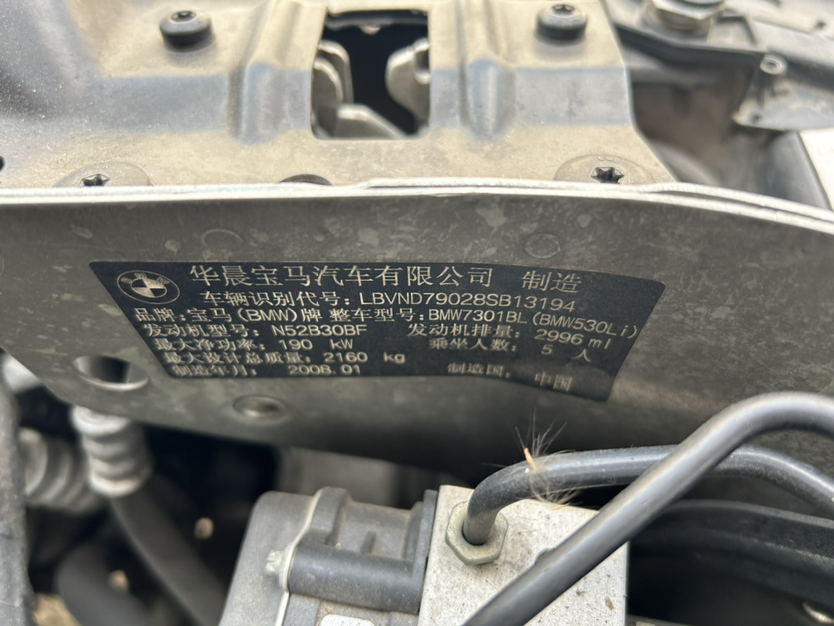 华晨宝马汽车有限公司 制造
车辆识别代号：LBVND79028SB13194
品牌：宝马(BMW)牌 整车型号：BMW7301BL(BMW530Li)
发动机型号：N52B30BF 发动机排量：2996 ml
最大净功率：190 kW 乘坐人数：5 人
最大设计总质量：2160 kg
制造年月：2008.01 制造国：中国